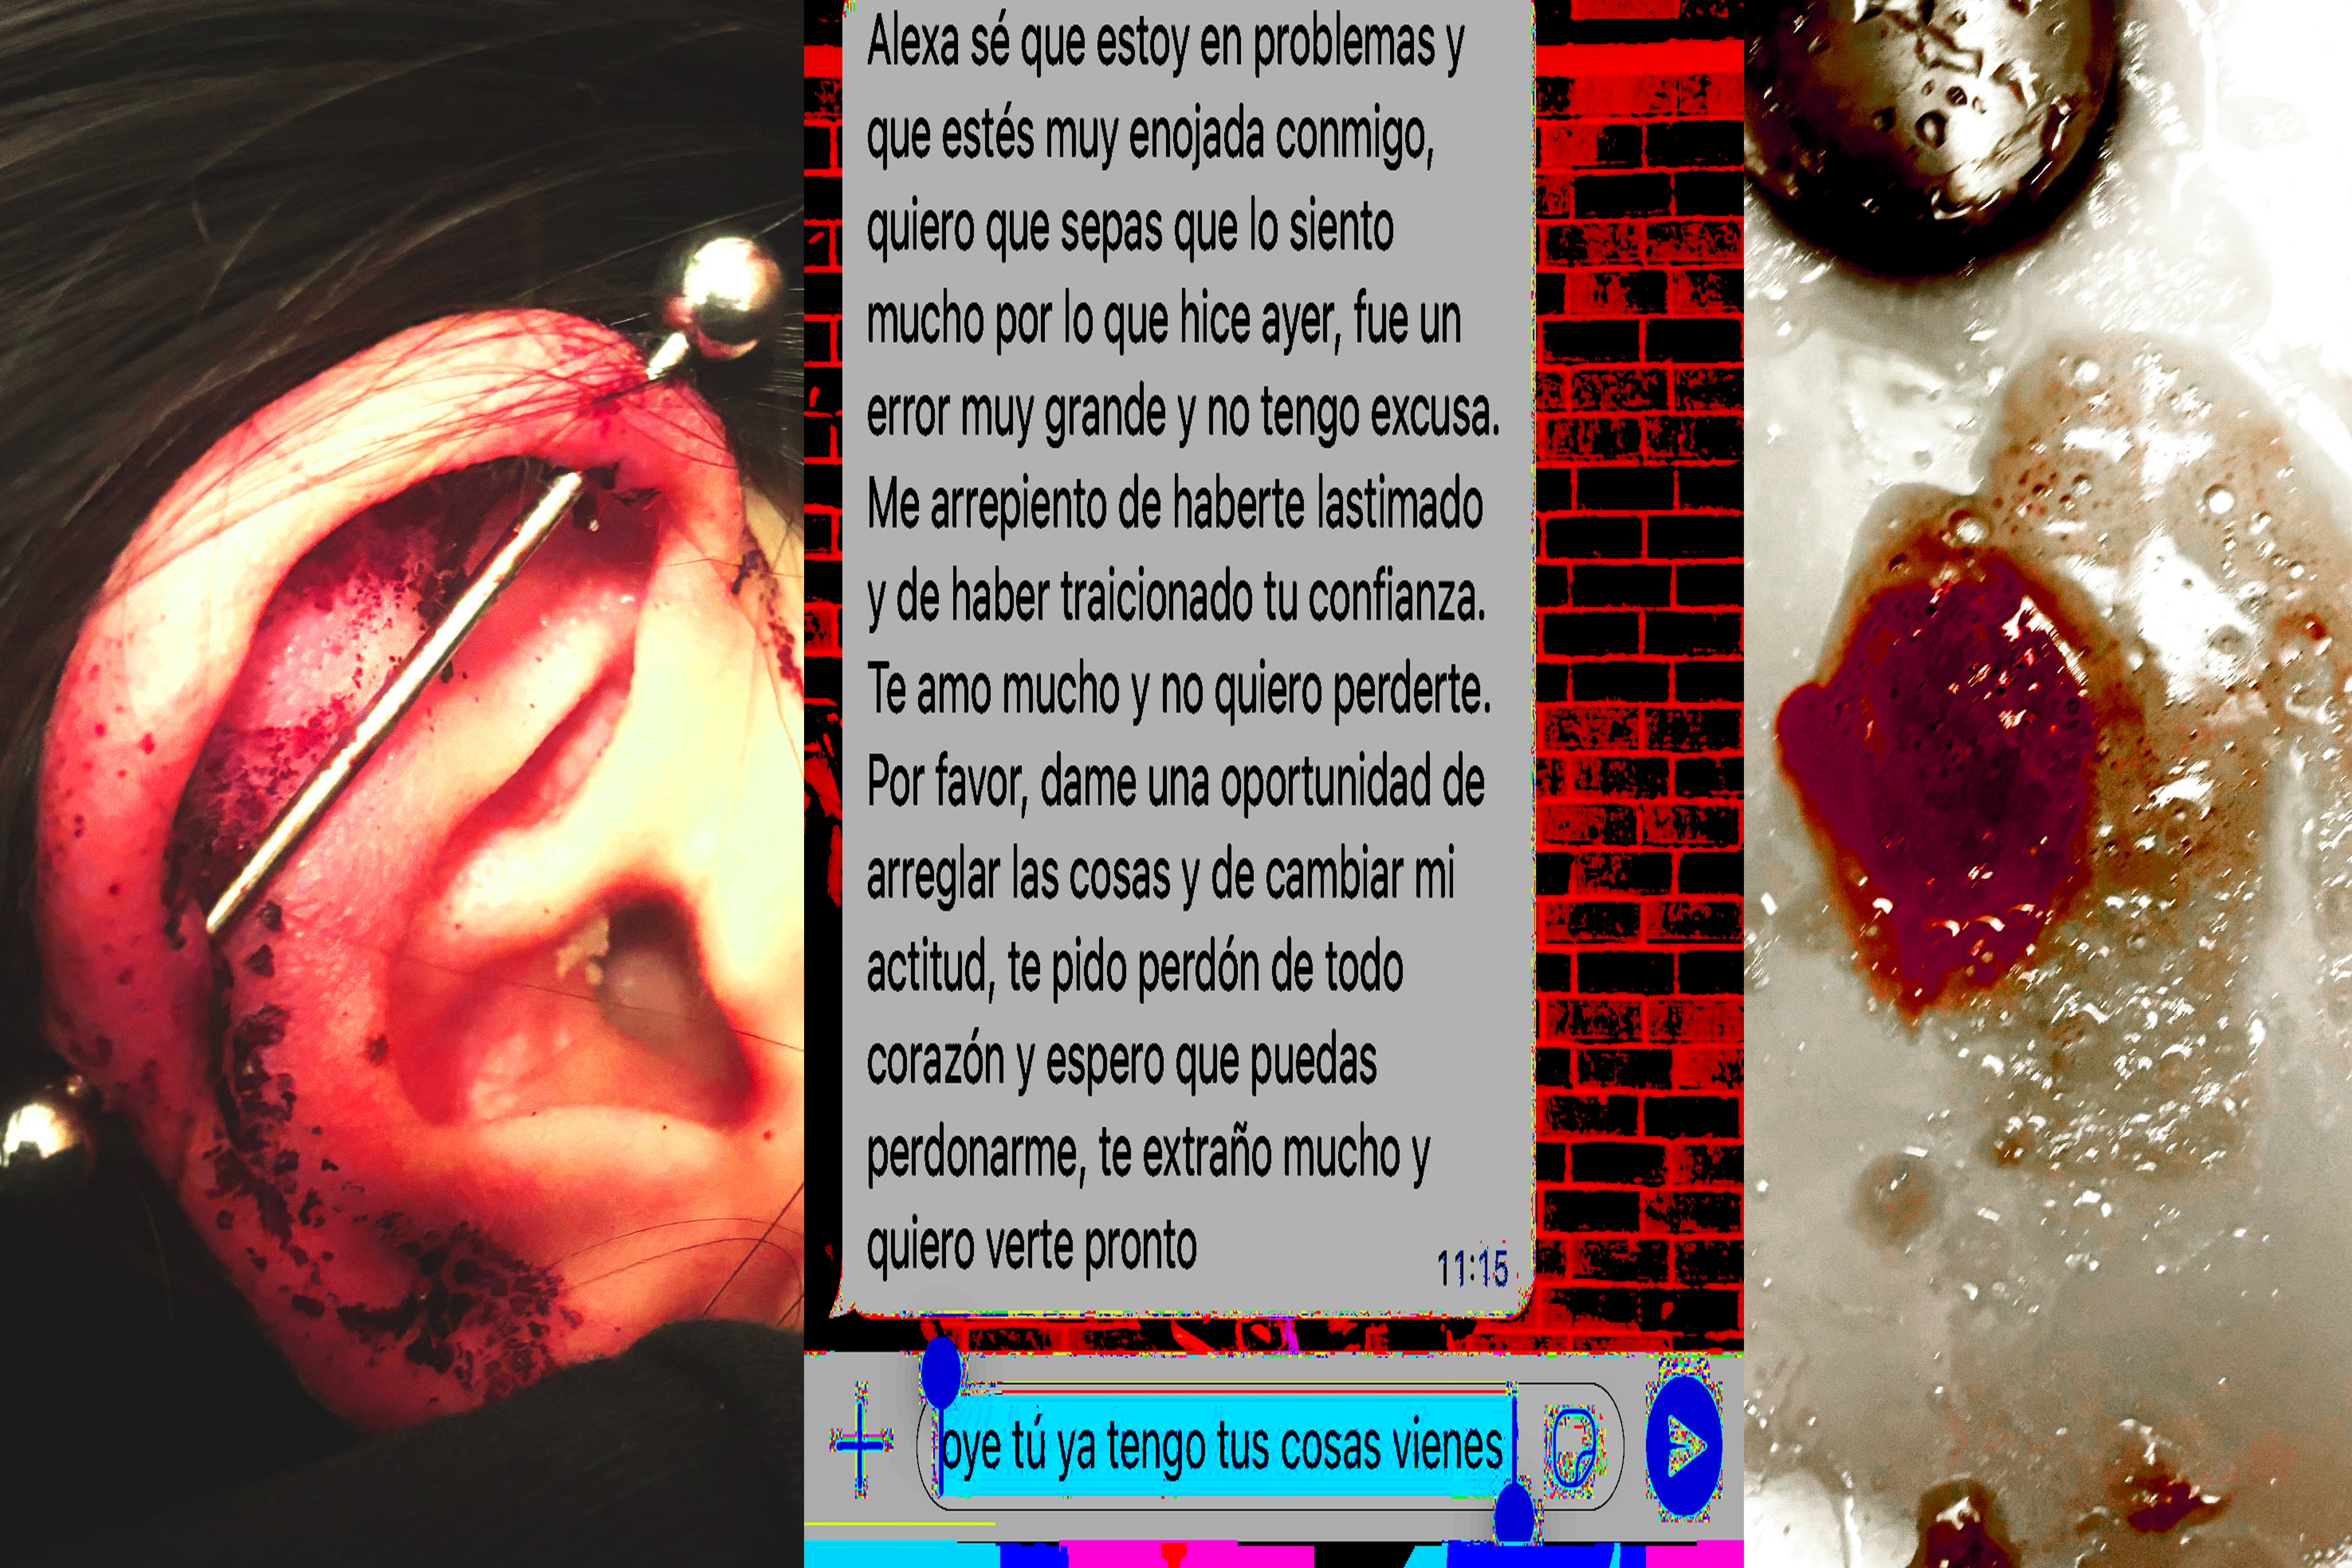 Alexa sé que estoy en problemas y
que estés muy enojada conmigo,
quiero que sepas que lo siento
mucho por lo que hice ayer, fue un
error muy grande y no tengo excusa.
Me arrepiento de haberte lastimado
y de haber traicionado tu confianza.
Te amo mucho y no quiero perderte.
Por favor, dame una oportunidad de
arreglar las cosas y de cambiar mi
actitud, te pido perdón de todo
corazón y espero que puedas
perdonarme, te extraño mucho y
quiero verte pronto
11:15
oye tú ya tengo tus cosas vienes